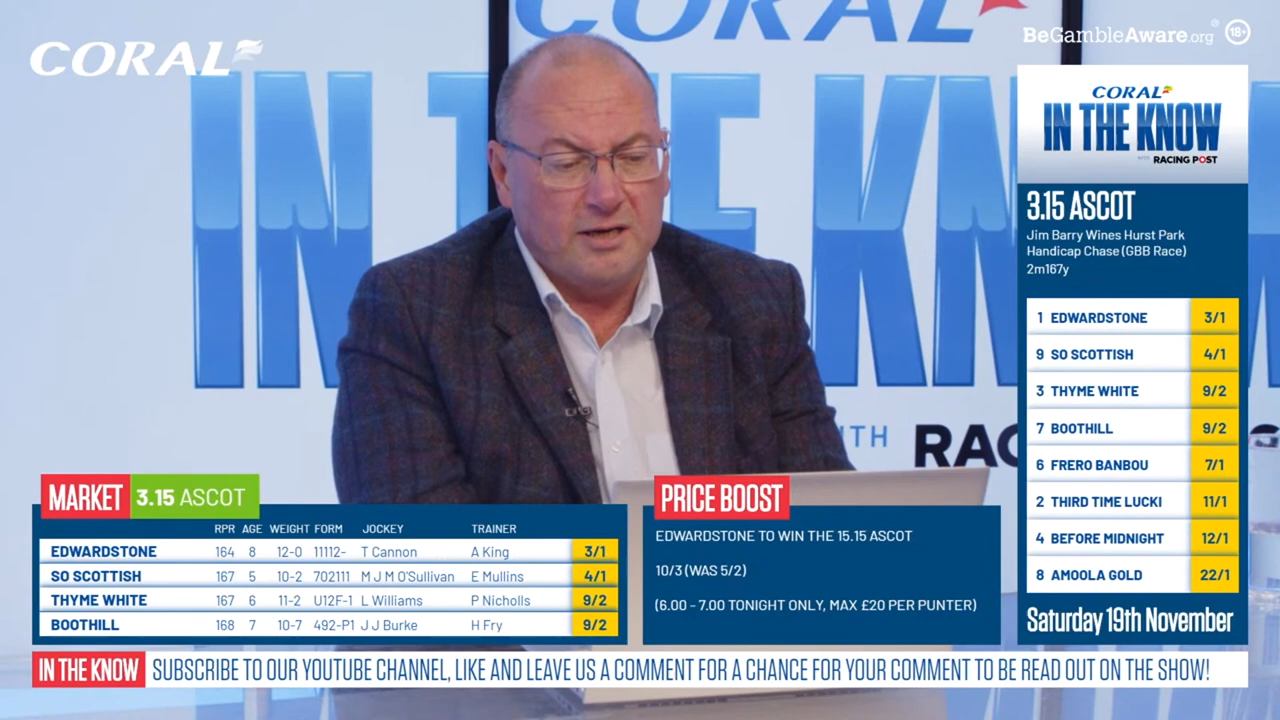 CORAL
CORAL
BeGambleAware.org® 18+
IN THE KNOW
WITH
RACING
CORAL
IN THE KNOW
WITH RACING POST
3.15 ASCOT
Jim Barry Wines Hurst Park
Handicap Chase (GBB Race)
2m167y
1 EDWARDSTONE 3/1
9 SO SCOTTISH 4/1
3 THYME WHITE 9/2
7 BOOTHILL 9/2
6 FRERO BANBOU 7/1
2 THIRD TIME LUCKI 11/1
4 BEFORE MIDNIGHT 12/1
8 AMOOLA GOLD 22/1
Saturday 19th November
MARKET 3.15 ASCOT
RPR AGE WEIGHT FORM JOCKEY TRAINER
EDWARDSTONE 164 8 12-0 11112- T Cannon A King 3/1
SO SCOTTISH 167 5 10-2 702111 M J M O'Sullivan E Mullins 4/1
THYME WHITE 167 6 11-2 U12F-1 L Williams P Nicholls 9/2
BOOTHILL 168 7 10-7 492-P1 J J Burke H Fry 9/2
PRICE BOOST
EDWARDSTONE TO WIN THE 15.15 ASCOT
10/3 (WAS 5/2)
(6.00 - 7.00 TONIGHT ONLY, MAX £20 PER PUNTER)
IN THE KNOW SUBSCRIBE TO OUR YOUTUBE CHANNEL, LIKE AND LEAVE US A COMMENT FOR A CHANCE FOR YOUR COMMENT TO BE READ OUT ON THE SHOW!